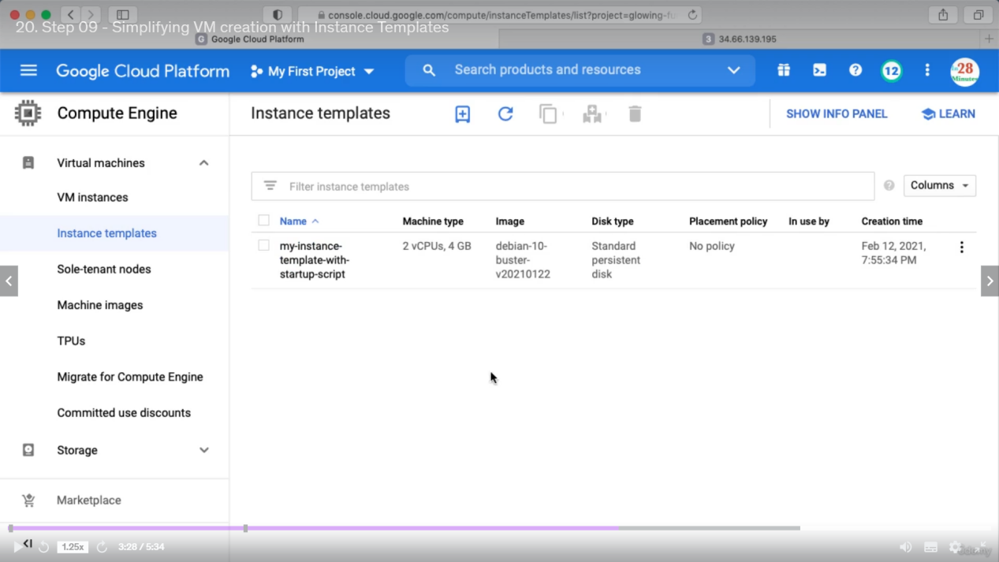 console.cloud.google.com/compute/instanceTemplates/list?project=glowing-fu
20. Step 09 - Simplifying VM creation with Instance Templates
G Google Cloud Platform
3 34.66.139.195
Google Cloud Platform
My First Project
Search products and resources
12
in28
Minutes
Compute Engine
Instance templates
SHOW INFO PANEL
LEARN
Virtual machines
VM instances
Instance templates
Sole-tenant nodes
Machine images
TPUs
Migrate for Compute Engine
Committed use discounts
Storage
Marketplace
Filter instance templates
Columns
Name Machine type Image Disk type Placement policy In use by Creation time
my-instance-
template-with-
startup-script
2 vCPUs, 4 GB
debian-10-
buster-
v20210122
Standard
persistent
disk
No policy
Feb 12, 2021,
7:55:34 PM
1.25x
3:28 / 5:34